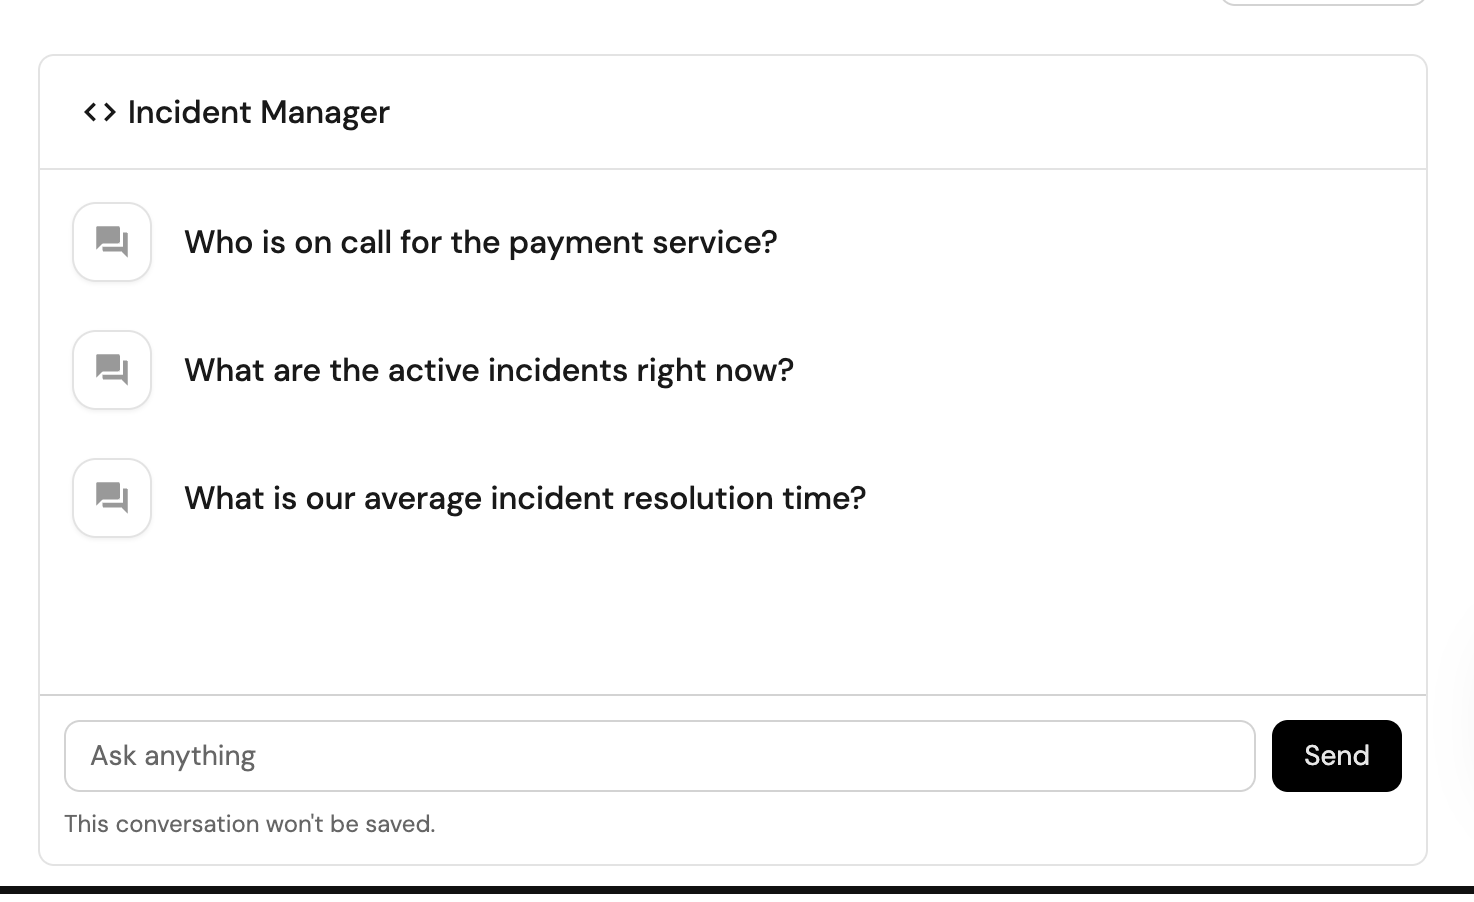 <> Incident Manager
Who is on call for the payment service?
What are the active incidents right now?
What is our average incident resolution time?
Ask anything
Send
This conversation won't be saved.